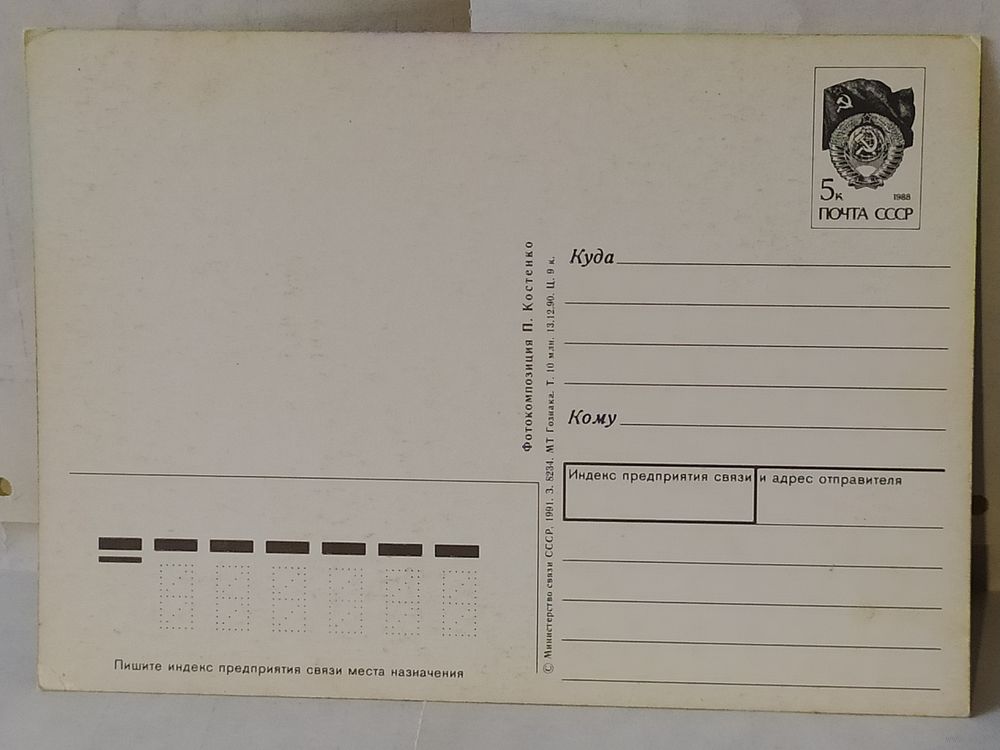 5к 1988
ПОЧТА СССР
Куда
Кому
Индекс предприятия связи и адрес отправителя
Фотокомпозиция П. Костенко
© Министерство связи СССР. 1991. З. 8234. МТ Гознака. Т. 10 млн. 13.12.90. Ц. 9 к.
Пишите индекс предприятия связи места назначения